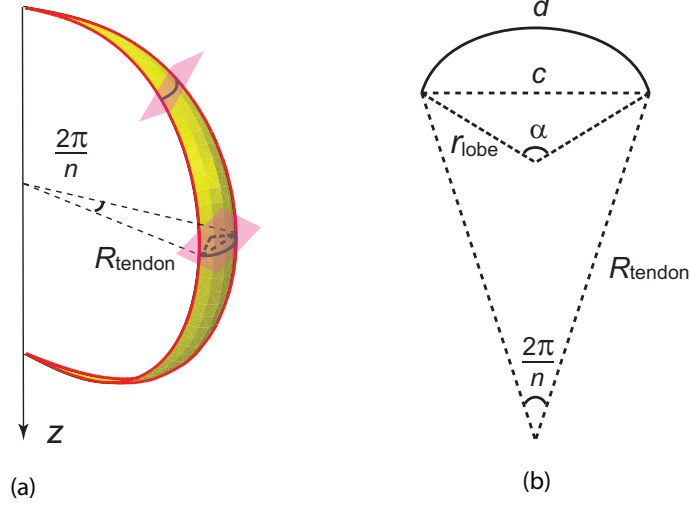 2π
n
R_tendon
z
(a)
d
c
α
r_lobe
R_tendon
2π
n
(b)